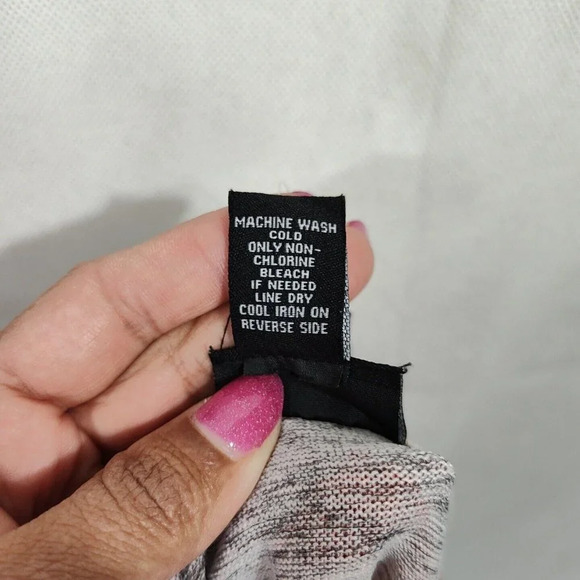 MACHINE WASH
COLD
ONLY NON-
CHLORINE
BLEACH
IF NEEDED
LINE DRY
COOL IRON ON
REVERSE SIDE